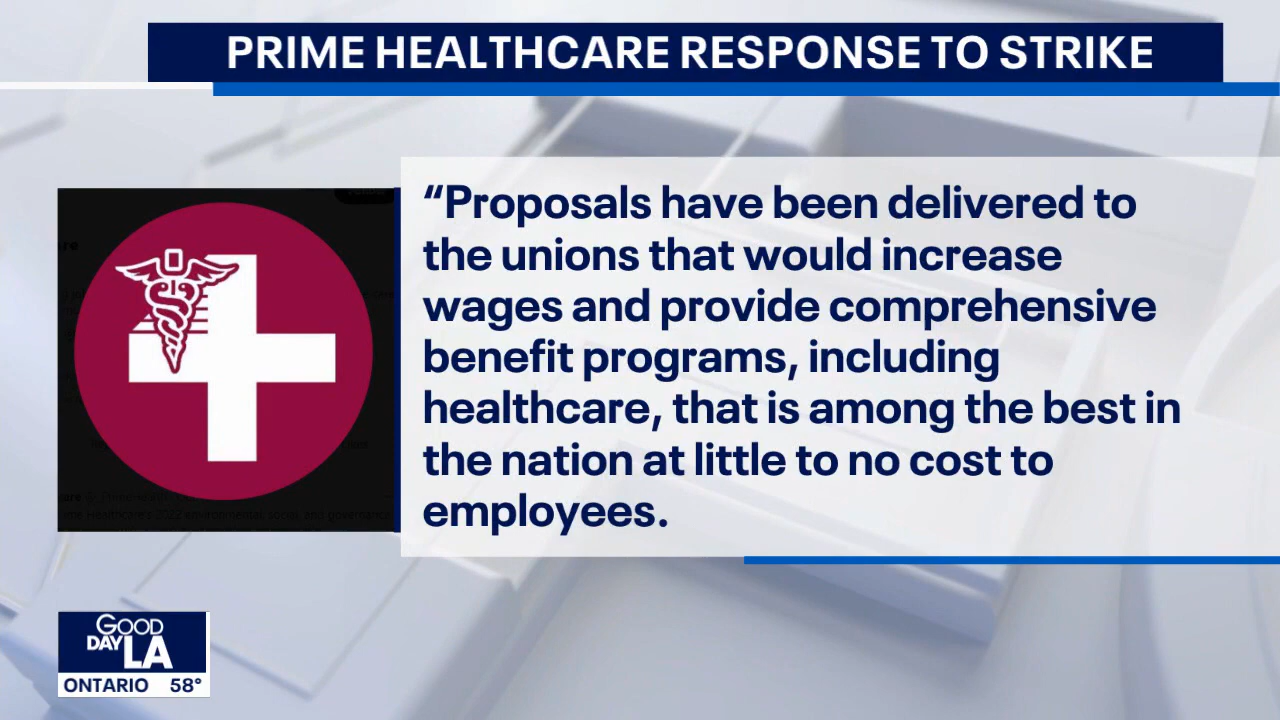 PRIME HEALTHCARE RESPONSE TO STRIKE
“Proposals have been delivered to
the unions that would increase
wages and provide comprehensive
benefit programs, including
healthcare, that is among the best in
the nation at little to no cost to
employees.
GOOD
DAY LA
ONTARIO 58°